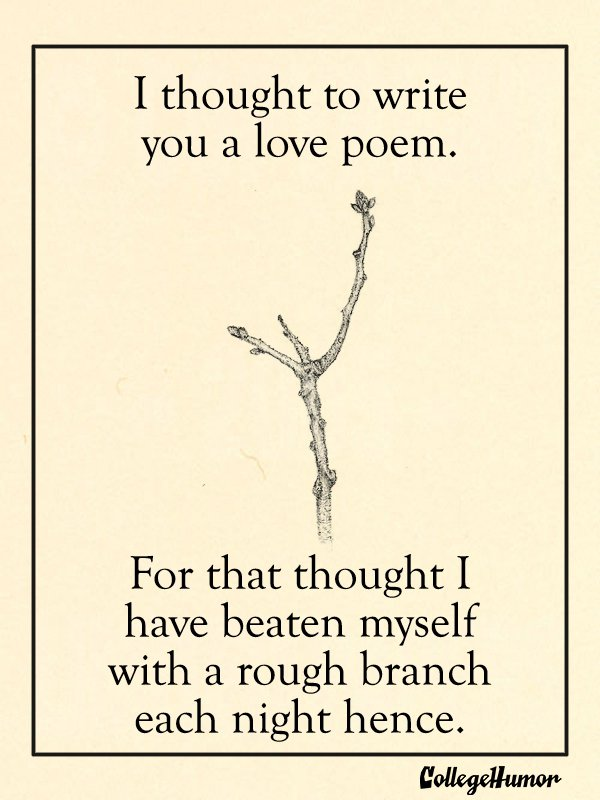 I thought to write
you a love poem.
For that thought I
have beaten myself
with a rough branch
each night hence.
CollegeHumor